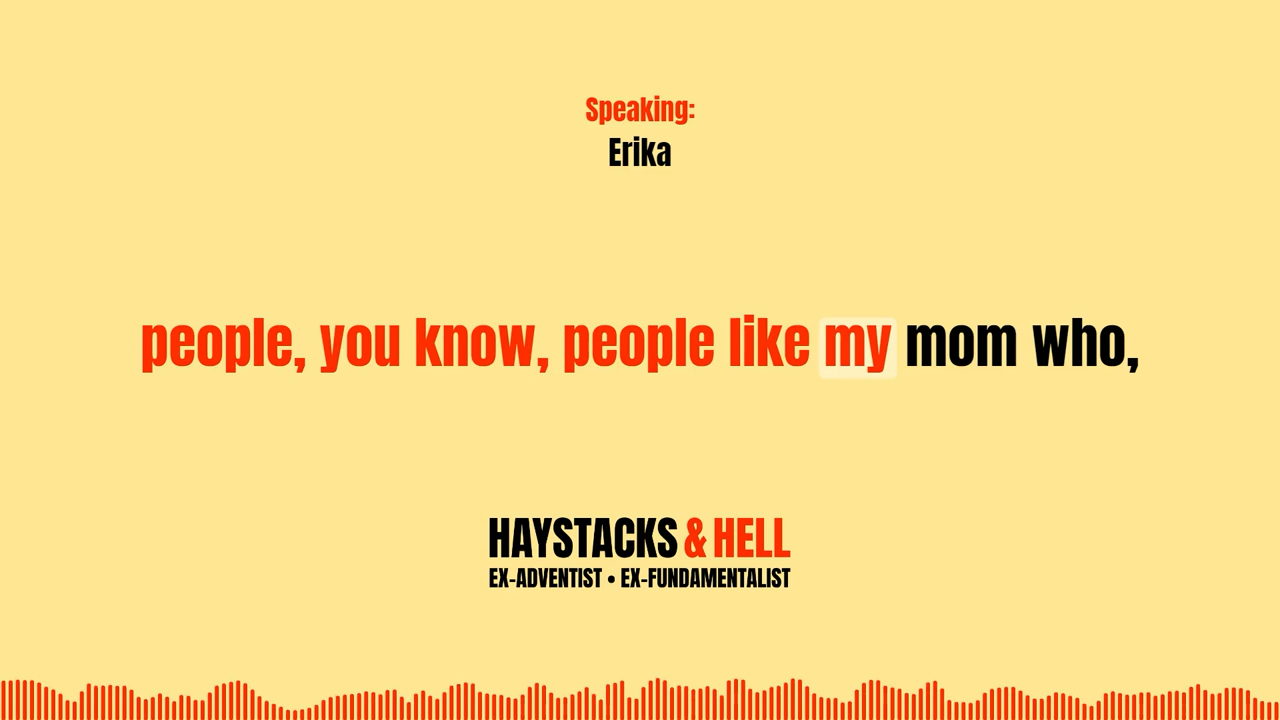 Speaking:
Erika
people, you know, people like my mom who,
HAYSTACKS & HELL
EX-ADVENTIST • EX-FUNDAMENTALIST